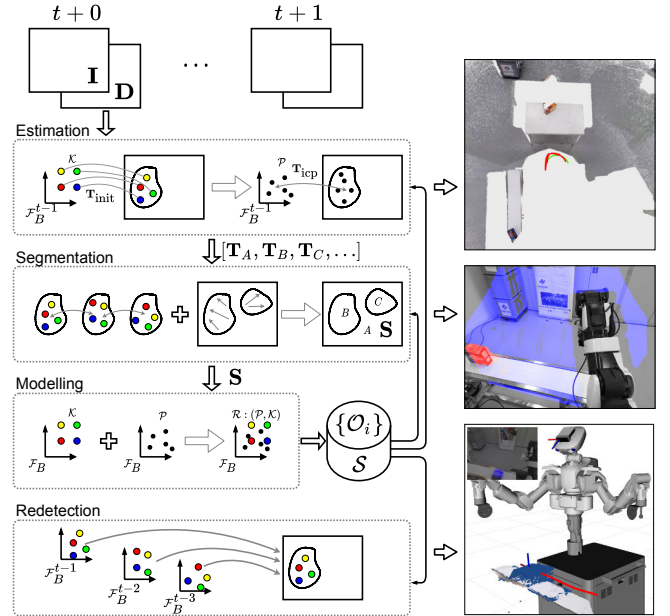 t + 0
t + 1
I
D
...
Estimation
K
T_init
F_B^{t−1}
P
T_icp
F_B^{t−1}
[T_A, T_B, T_C, ...]
Segmentation
B
C
A
S
S
Modelling
K
F_B
P
F_B
R : (P, K)
F_B
{O_i}
S
Redetection
F_B^{t−1}
F_B^{t−2}
F_B^{t−3}